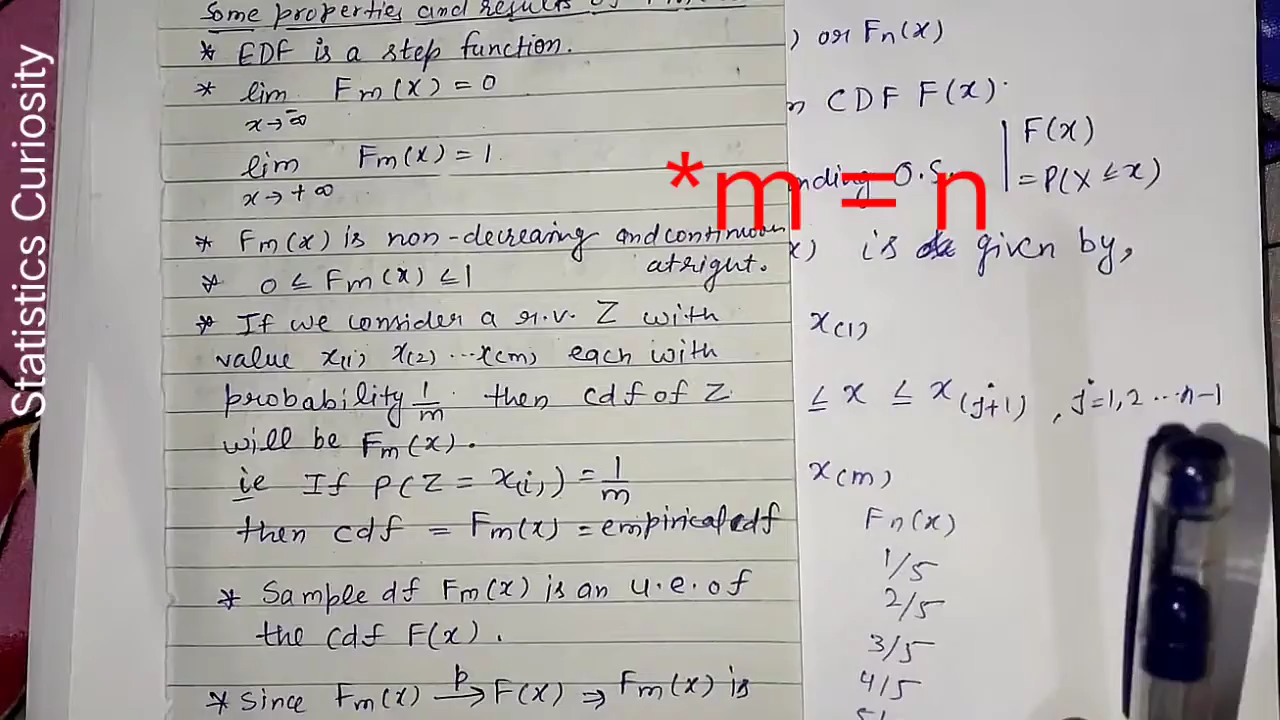 Statistics Curiosity
Some properties and results of
* EDF is a step function.
* lim Fm(x) = 0
x→-∞
lim Fm(x) = 1.
x→+∞
* Fm(x) is non-decreaing and continuous
at right.
* 0 ≤ Fm(x) ≤ 1
* If we consider a r.v. Z with
value x(1), x(2) ... x(m), each with
probability 1/m. then cdf of Z.
will be Fm(x).
ie If P(Z = x(i)) = 1/m
then cdf = Fm(x) = empirical cdf
* Sample df Fm(x) is an u.e. of
the cdf F(x).
* Since Fm(x) →p F(x) ⇒ Fm(x) is
*m = n
) or Fn(x)
CDF F(x).
F(x)
= P(X ≤ x)
nding O.S.
x) is given by,
x(1)
≤ x ≤ x(j+1) , j=1,2 ... n-1
x(m)
Fn(x)
1/5
2/5
3/5
4/5